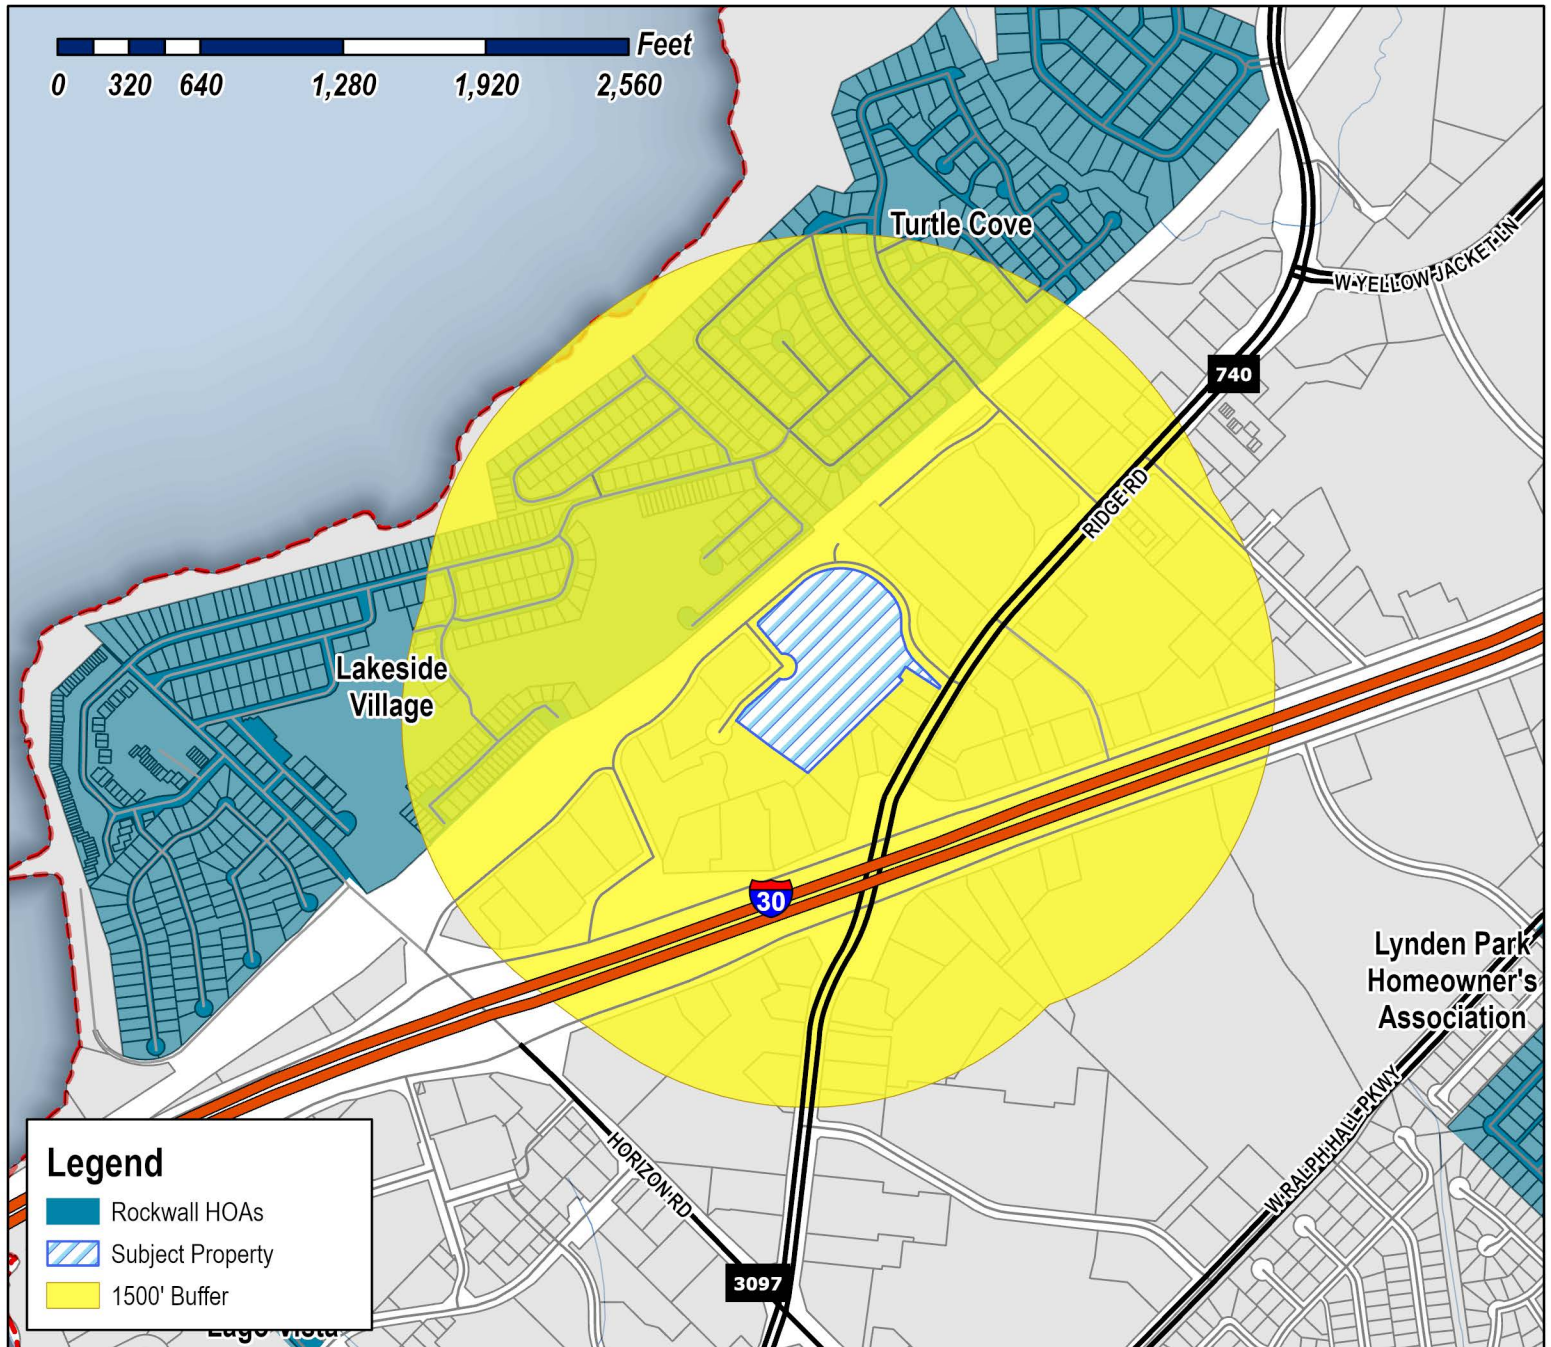 Feet
0 320 640 1,280 1,920 2,560
Turtle Cove
W YELLOW JACKET LN
740
RIDGE RD
Lakeside
Village
30
Lynden Park
Homeowner's
Association
W RALPH HALL PKWY
HORIZON RD
3097
Legend
Rockwall HOAs
Subject Property
1500' Buffer
Lago Vista